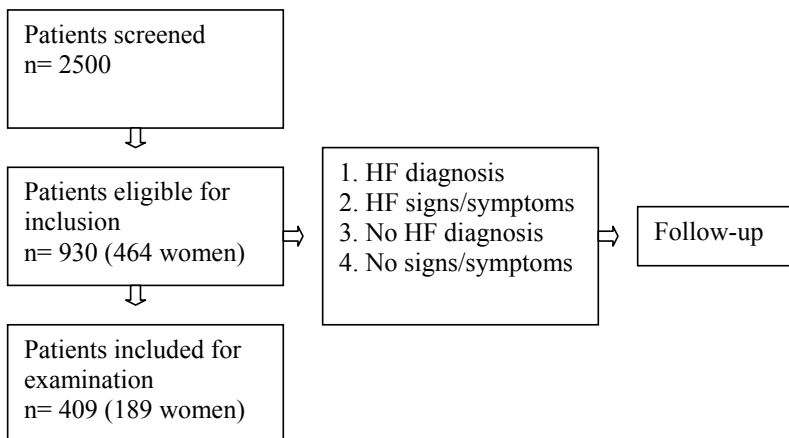 Patients screened
n= 2500
Patients eligible for
inclusion
n= 930 (464 women)
Patients included for
examination
n= 409 (189 women)
1. HF diagnosis
2. HF signs/symptoms
3. No HF diagnosis
4. No signs/symptoms
Follow-up